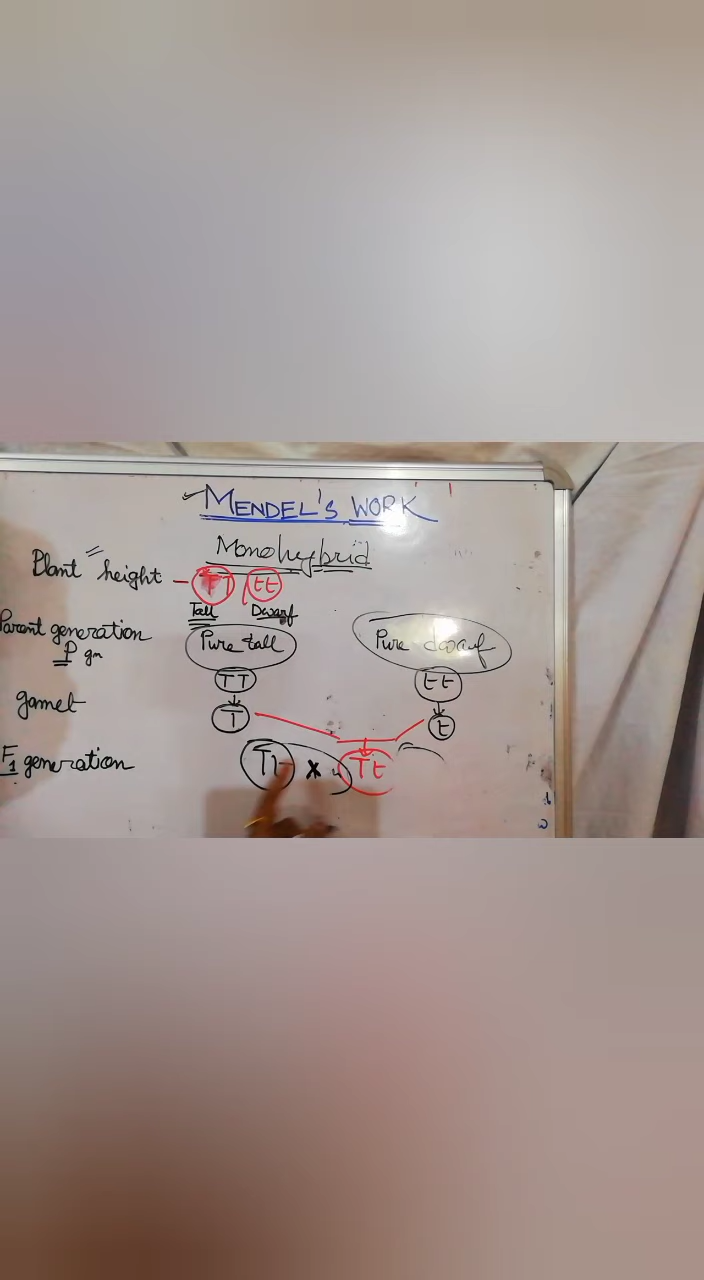 MENDEL'S WORK
Monohybrid
Plant height - TT tt
Tall Dwarf
Parent generation Pure tall Pure dwarf
P gn TT tt
gamet T t
F1 generation Tt x Tt